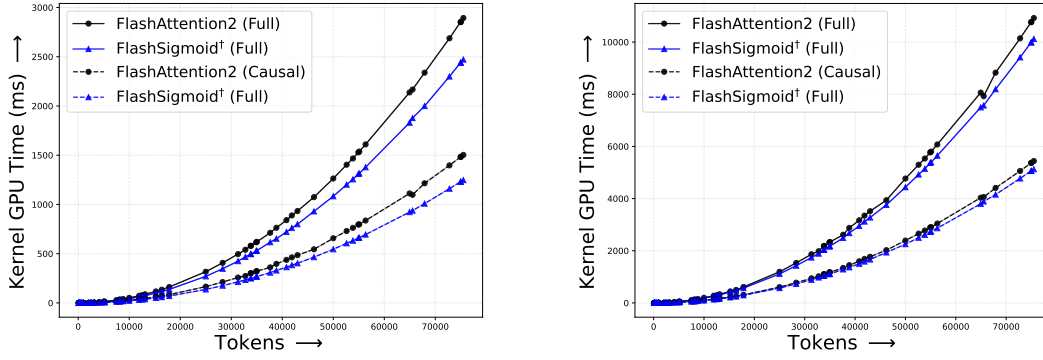 FlashAttention2 (Full)
FlashSigmoid† (Full)
FlashAttention2 (Causal)
FlashSigmoid† (Full)
Kernel GPU Time (ms) →
3000
2500
2000
1500
1000
500
0
0 10000 20000 30000 40000 50000 60000 70000
Tokens →
FlashAttention2 (Full)
FlashSigmoid† (Full)
FlashAttention2 (Causal)
FlashSigmoid† (Full)
Kernel GPU Time (ms) →
10000
8000
6000
4000
2000
0
0 10000 20000 30000 40000 50000 60000 70000
Tokens →